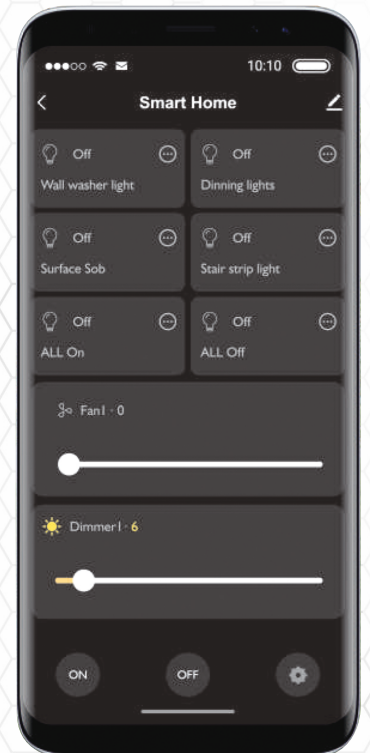 10:10
Smart Home
Off
Off
Wall washer light
Dinning lights
Off
Off
Surface Sob
Stair strip light
Off
Off
ALL On
ALL Off
Fan1 · 0
Dimmer1 · 6
ON
OFF